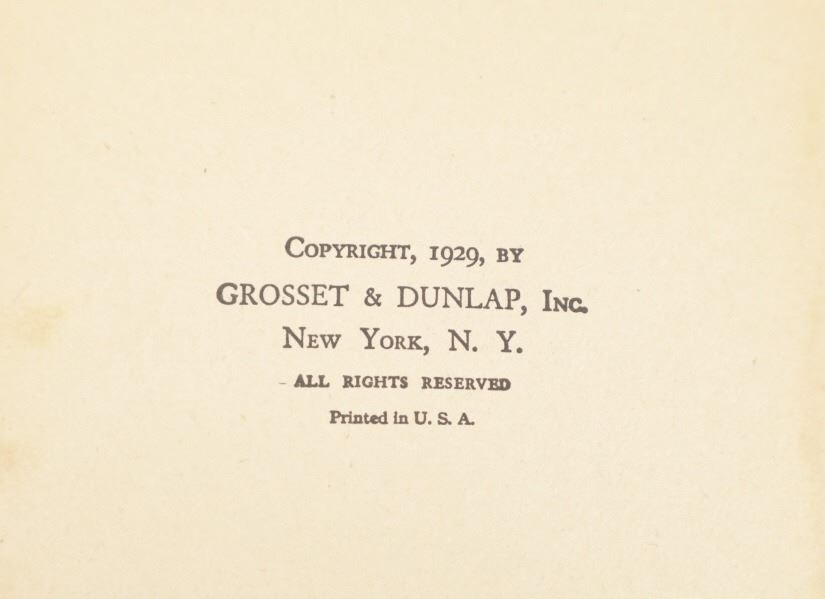 Copyright, 1929, by
GROSSET & DUNLAP, Inc.
New York, N. Y.
ALL RIGHTS RESERVED
Printed in U. S. A.